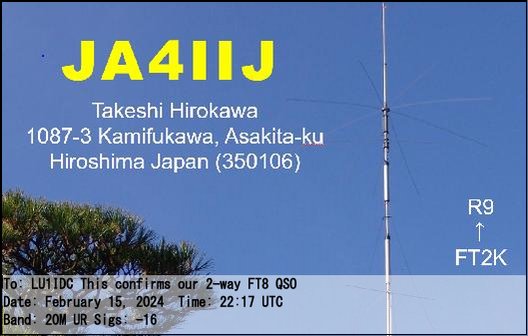 JA4IIJ
Takeshi Hirokawa
1087-3 Kamifukawa, Asakita-ku
Hiroshima Japan (350106)
R9
↑
FT2K
To: LU1IDC This confirms our 2-way FT8 QSO
Date: February 15, 2024 Time: 22:17 UTC
Band: 20M UR Sigs: -16